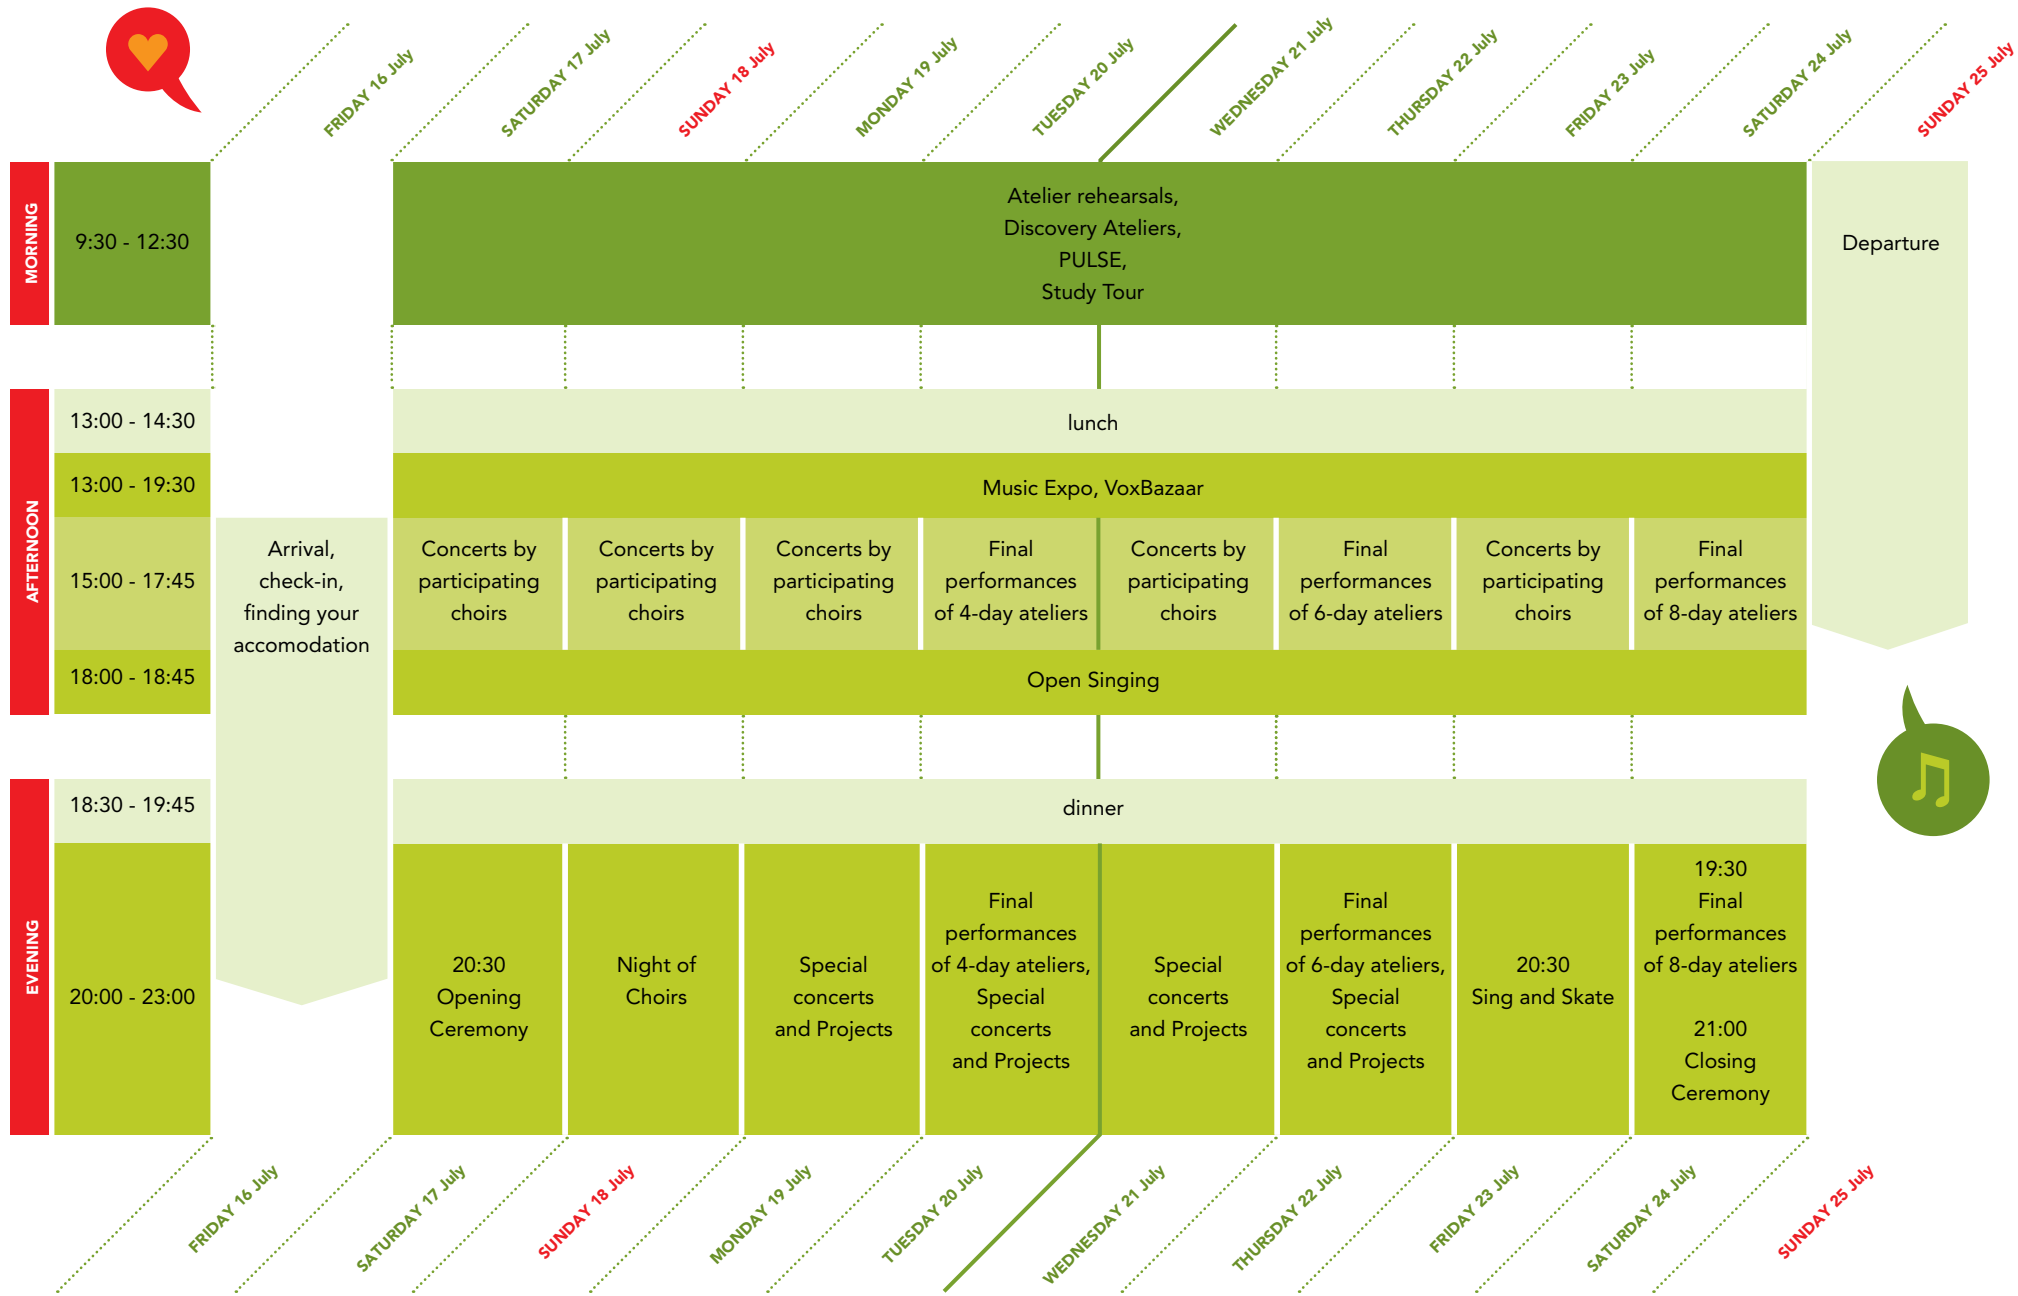 FRIDAY 16 July
SATURDAY 17 July
SUNDAY 18 July
MONDAY 19 July
TUESDAY 20 July
WEDNESDAY 21 July
THURSDAY 22 July
FRIDAY 23 July
SATURDAY 24 July
SUNDAY 25 July
MORNING
9:30 - 12:30
Atelier rehearsals,
Discovery Ateliers,
PULSE,
Study Tour
Departure
AFTERNOON
13:00 - 14:30
lunch
13:00 - 19:30
Music Expo, VoxBazaar
15:00 - 17:45
Arrival,
check-in,
finding your
accomodation
Concerts by
participating
choirs
Concerts by
participating
choirs
Concerts by
participating
choirs
Final
performances
of 4-day ateliers
Concerts by
participating
choirs
Final
performances
of 6-day ateliers
Concerts by
participating
choirs
Final
performances
of 8-day ateliers
18:00 - 18:45
Open Singing
EVENING
18:30 - 19:45
dinner
20:00 - 23:00
20:30
Opening
Ceremony
Night of
Choirs
Special
concerts
and Projects
Final
performances
of 4-day ateliers,
Special
concerts
and Projects
Special
concerts
and Projects
Final
performances
of 6-day ateliers,
Special
concerts
and Projects
20:30
Sing and Skate
19:30
Final
performances
of 8-day ateliers
21:00
Closing
Ceremony
FRIDAY 16 July
SATURDAY 17 July
SUNDAY 18 July
MONDAY 19 July
TUESDAY 20 July
WEDNESDAY 21 July
THURSDAY 22 July
FRIDAY 23 July
SATURDAY 24 July
SUNDAY 25 July